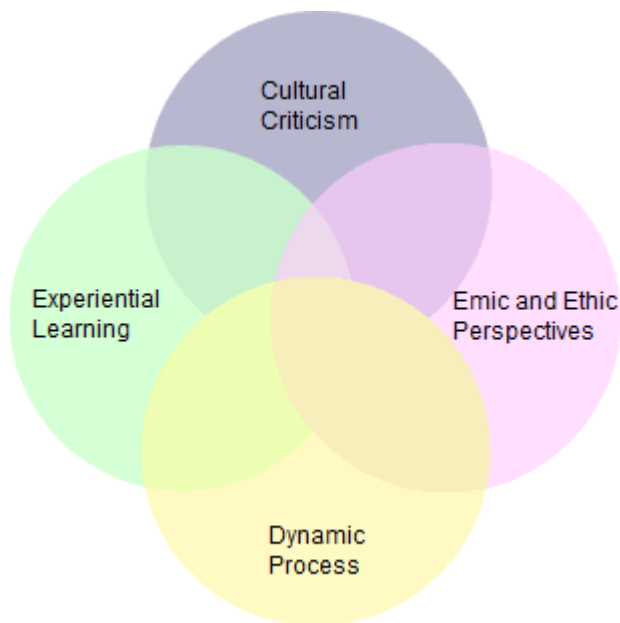 Cultural
Criticism
Experiential
Learning
Emic and Ethic
Perspectives
Dynamic
Process